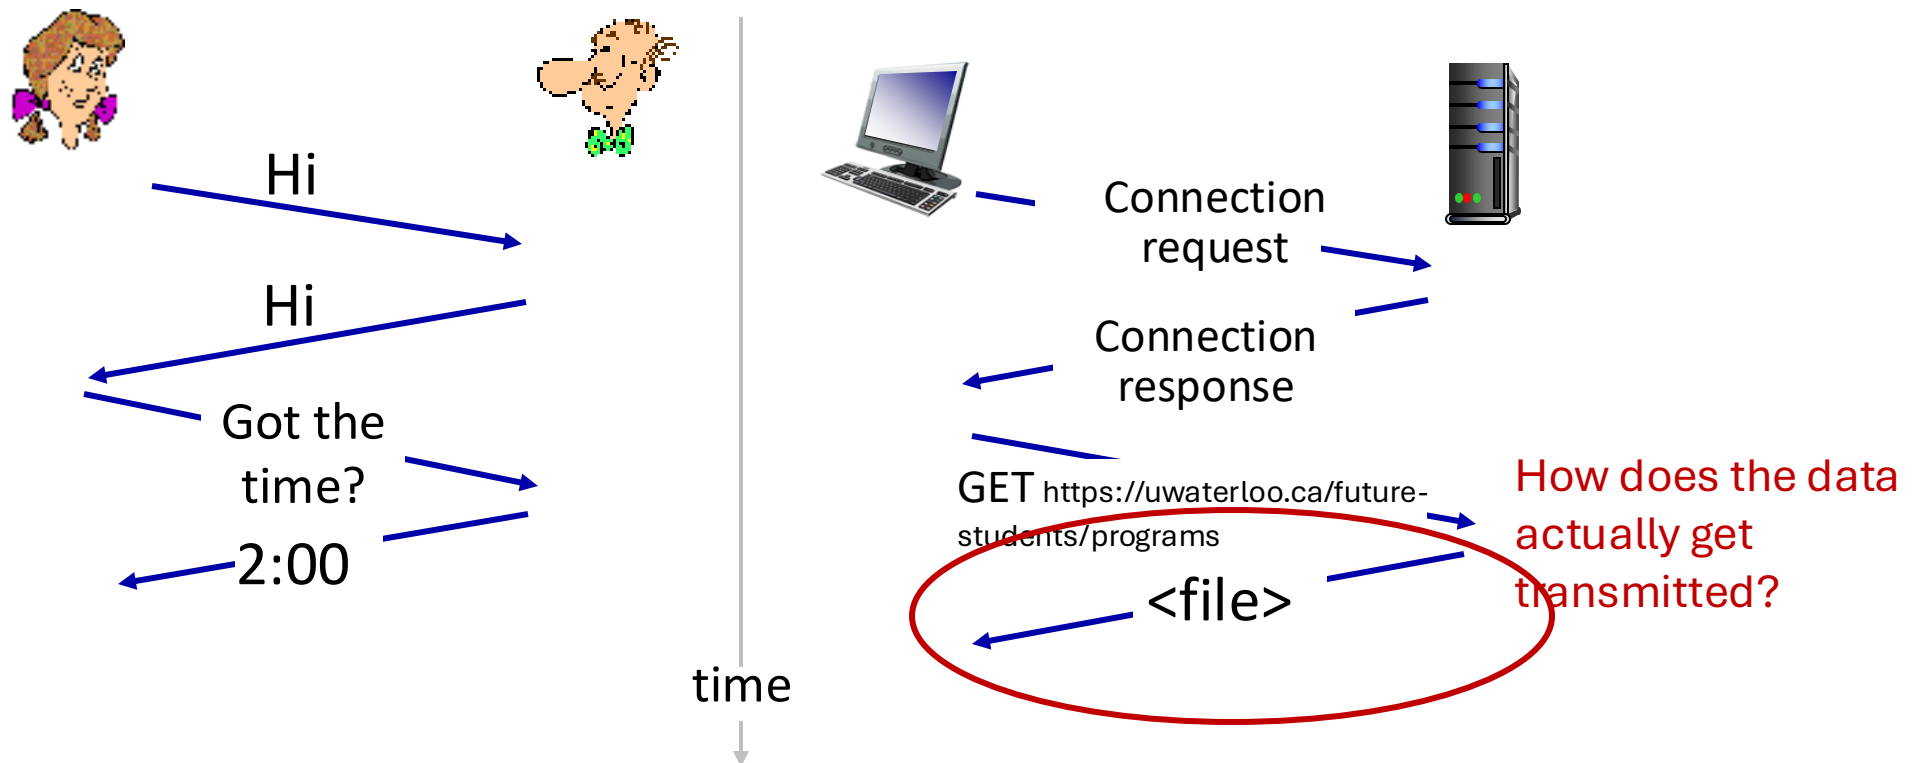 Hi
Hi
Got the
time?
2:00
time
Connection
request
Connection
response
GET https://uwaterloo.ca/future-
students/programs
<file>
How does the data
actually get
transmitted?